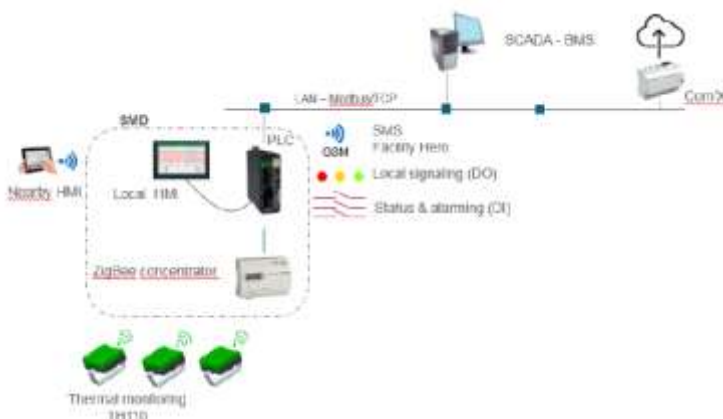 SCADA - BMS
LAN - Modbus/TCP
Com'X
SMD
PLC
SMS
GSM
Facility Hero
Local signaling (DO)
Nearby HMI
Local HMI
Status & alarming (DI)
ZigBee concentrator
Thermal monitoring
TH110